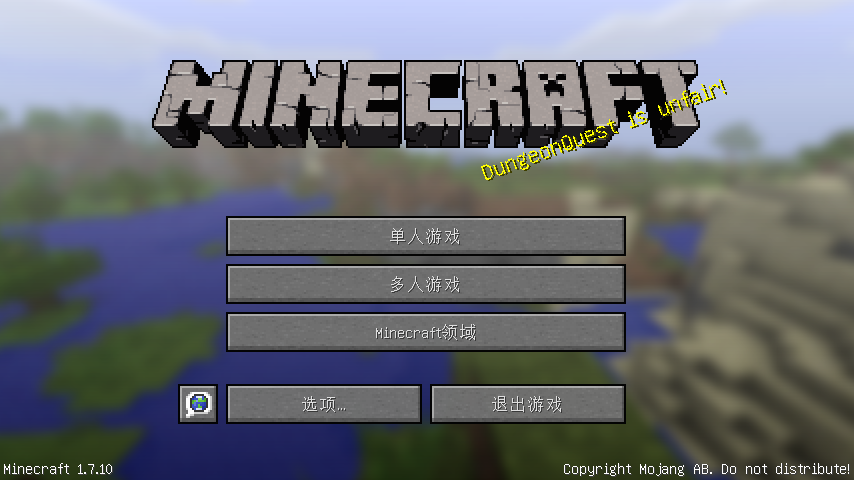 MINECRAFT
DungeonQuest is unfair!
单人游戏
多人游戏
Minecraft领域
选项…
退出游戏
Minecraft 1.7.10
Copyright Mojang AB. Do not distribute!